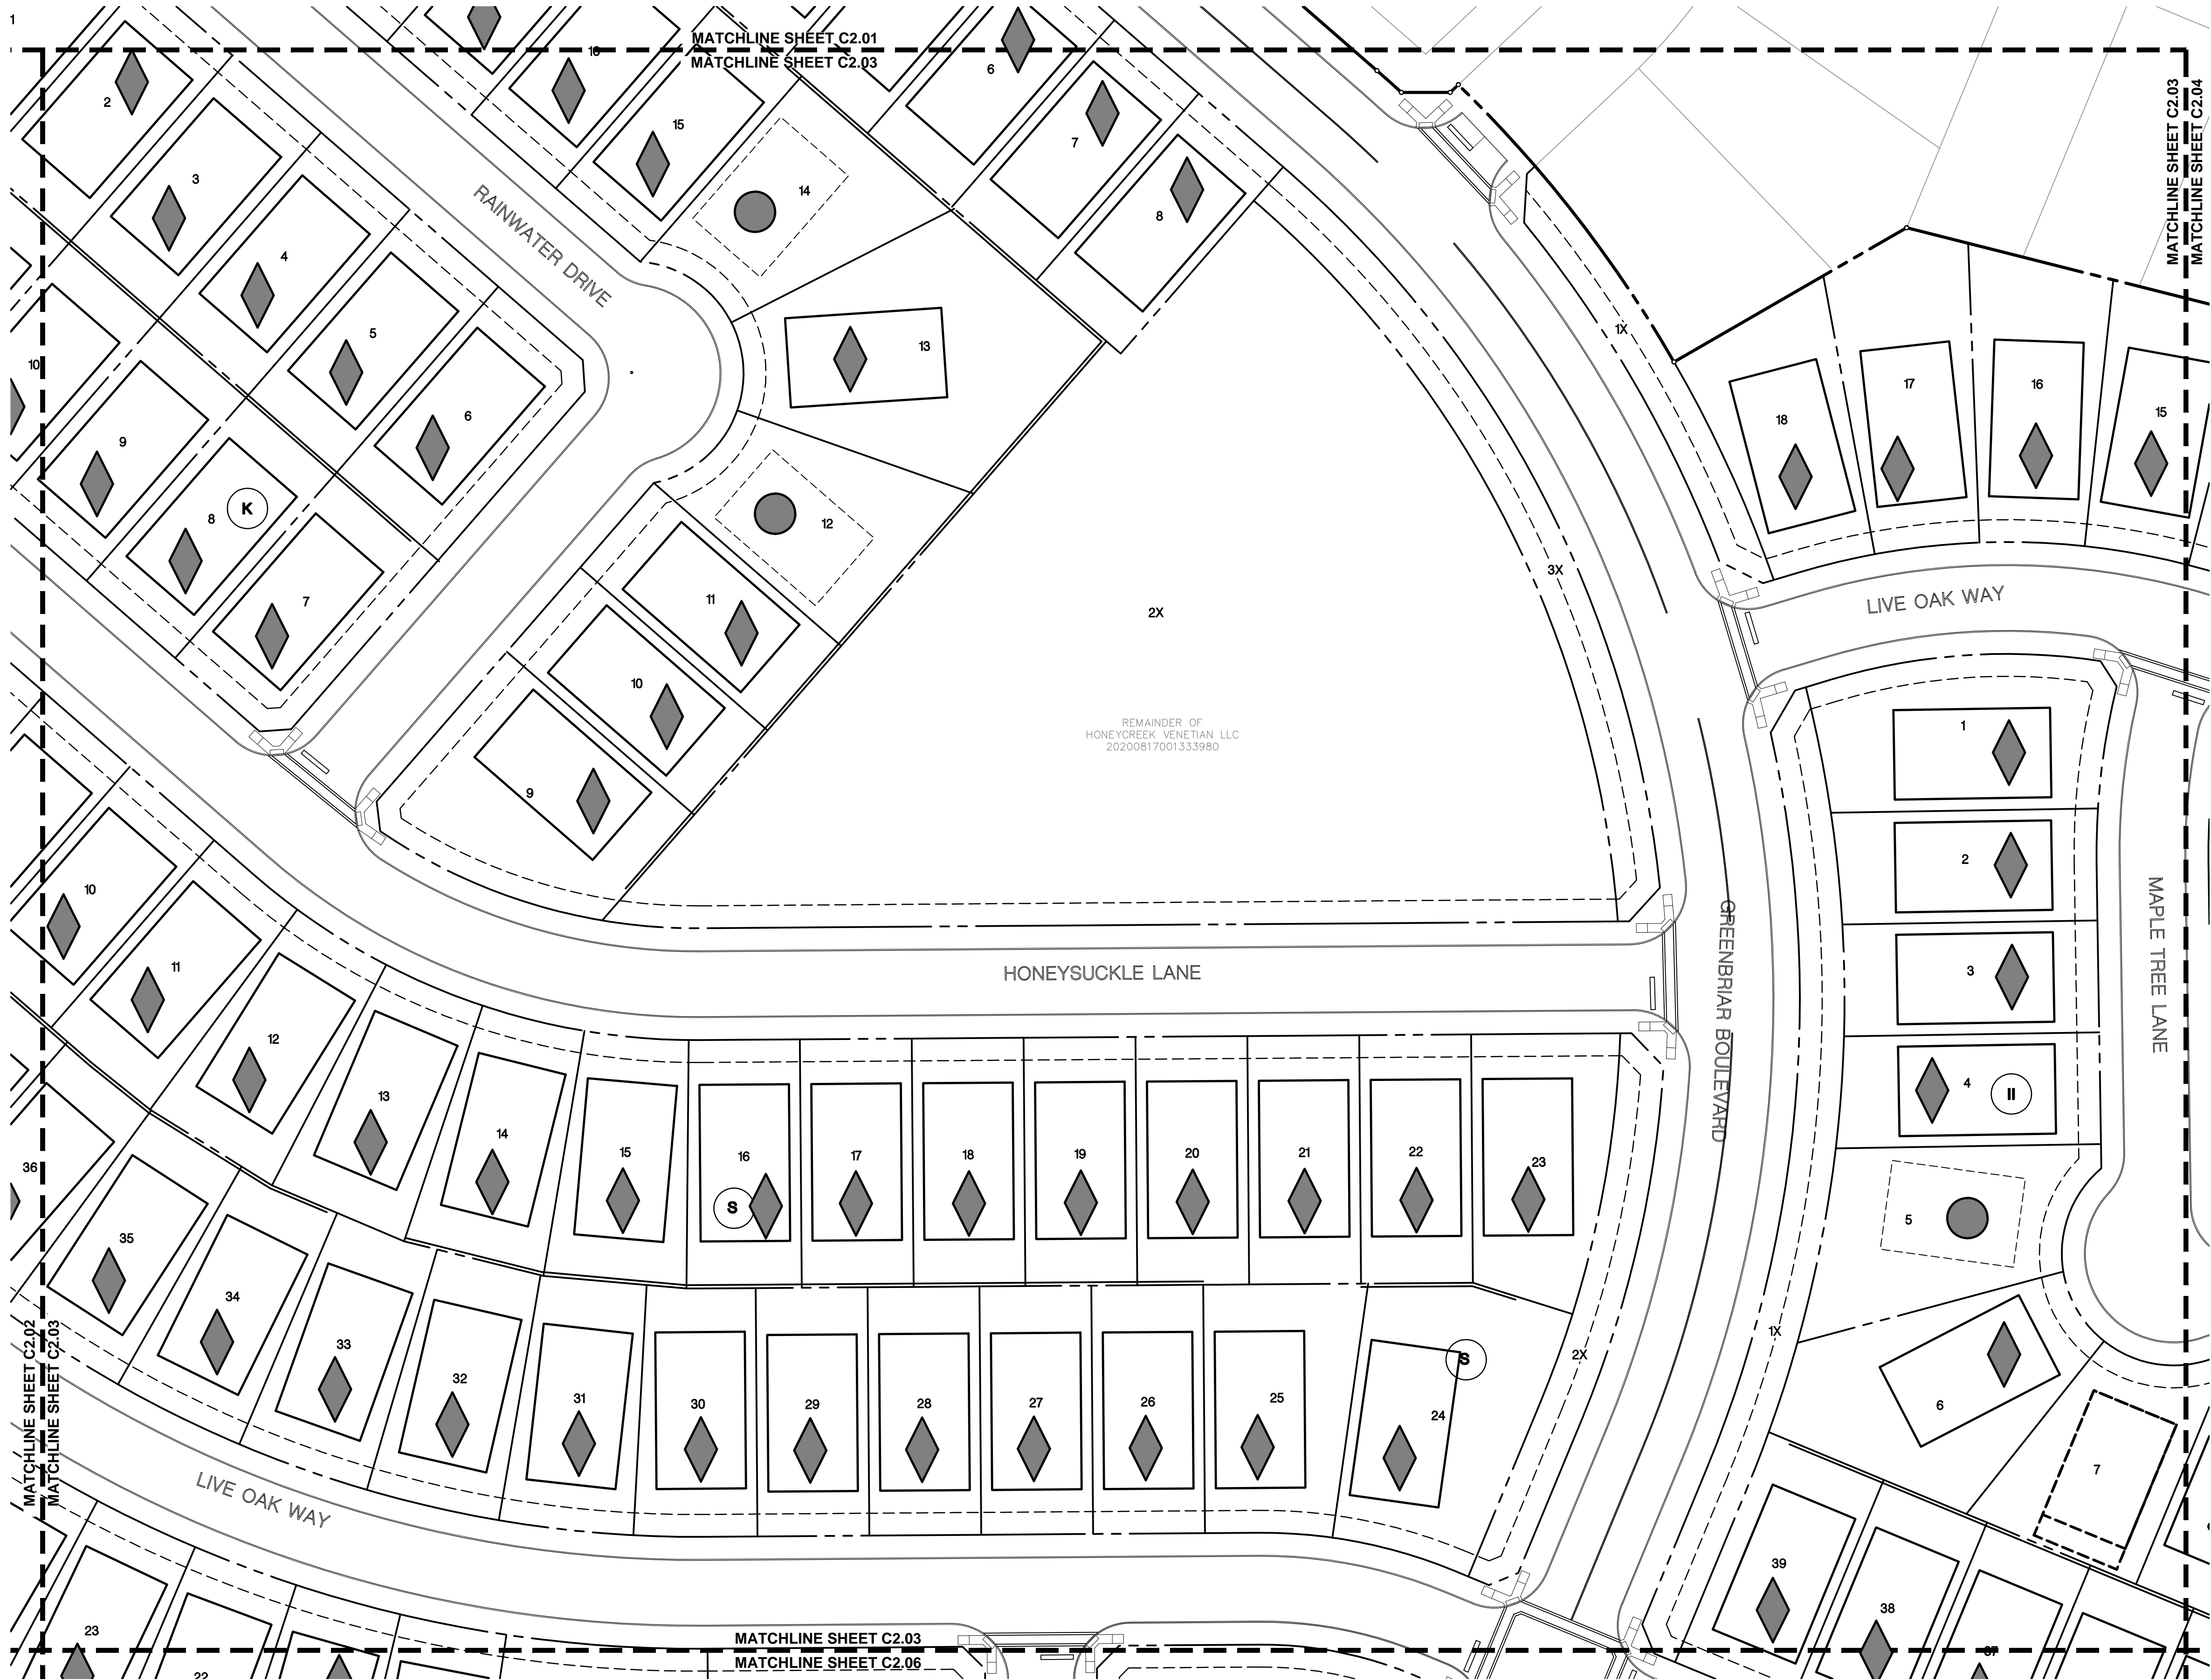 1
MATCHLINE SHEET C2.01
MATCHLINE SHEET C2.03
MATCHLINE SHEET C2.03
MATCHLINE SHEET C2.04
2
3
4
5
6
16
15
14
13
12
11
10
9
6
7
8
RAINWATER DRIVE
10
9
8
K
7
1X
18
17
16
15
3X
2X
LIVE OAK WAY
REMAINDER OF
HONEYCREEK VENETIAN LLC
20200817001333980
1
2
3
4
II
5
6
7
MAPLE TREE LANE
GREENBRIAR BOULEVARD
HONEYSUCKLE LANE
10
11
12
13
14
15
16
S
17
18
19
20
21
22
23
36
35
34
33
32
31
30
29
28
27
26
25
24
S
2X
1X
MATCHLINE SHEET C2.02
MATCHLINE SHEET C2.03
LIVE OAK WAY
39
38
37
23
22
MATCHLINE SHEET C2.03
MATCHLINE SHEET C2.06